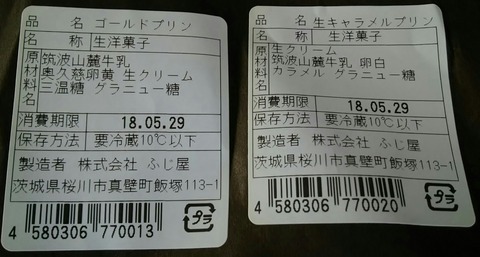 品 名 ゴールドプリン
名 称 生洋菓子
原材料名
筑波山麓牛乳
奥久慈卵黄 生クリーム
三温糖 グラニュー糖
消費期限 18.05.29
保存方法 要冷蔵10℃以下
製造者 株式会社 ふじ屋
茨城県桜川市真壁町飯塚113-1
4 580306 770013
プラ
品 名 生キャラメルプリン
名 称 生洋菓子
原材料名
生クリーム
筑波山麓牛乳 卵白
カラメル グラニュー糖
消費期限 18.05.29
保存方法 要冷蔵10℃以下
製造者 株式会社 ふじ屋
茨城県桜川市真壁町飯塚113-1
4 580306 770020
プラ